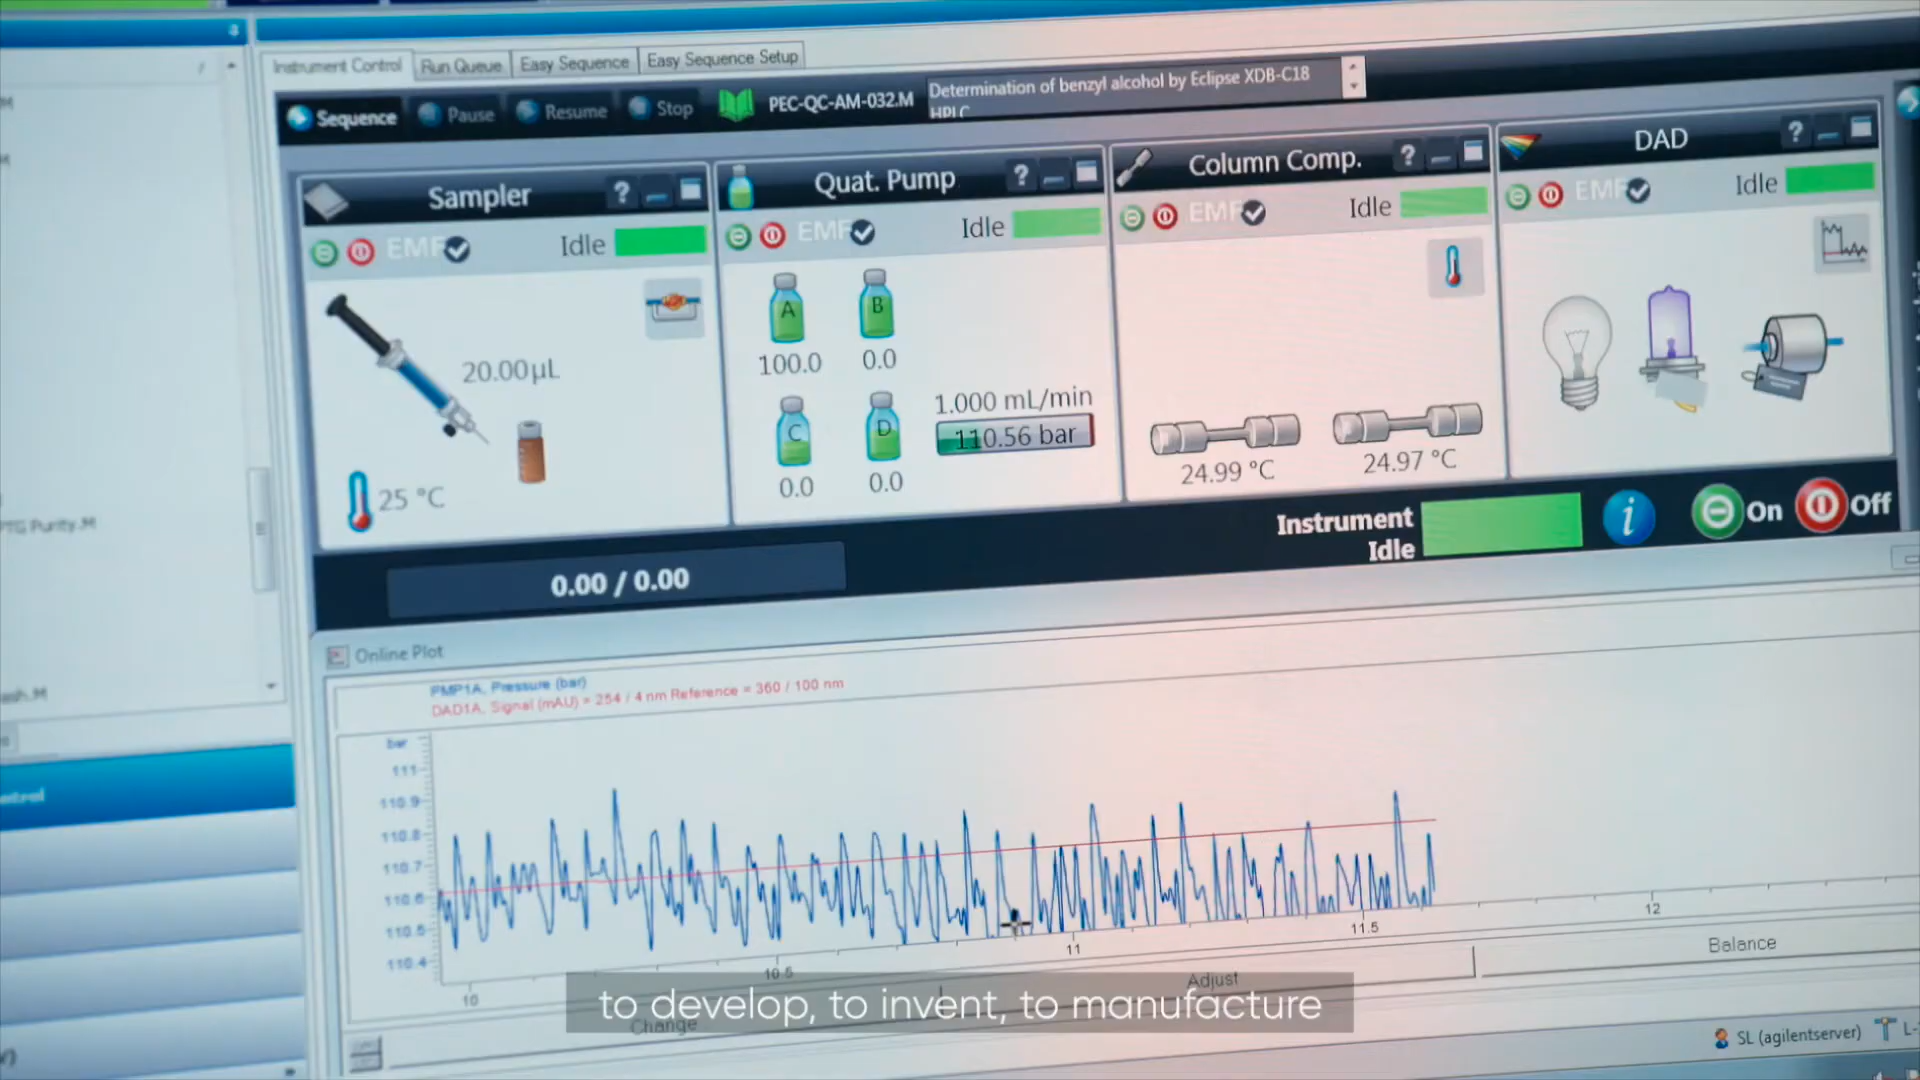 Instrument Control
Run Queue
Easy Sequence
Easy Sequence Setup
Sequence
Pause
Resume
Stop
PEC-QC-AM-032.M
Determination of benzyl alcohol by Eclipse XDB-C18
HPLC
Sampler
?
EMF
Idle
20.00µL
25 °C
Quat. Pump
?
EMF
Idle
A
B
100.0
0.0
C
D
0.0
0.0
1.000 mL/min
110.56 bar
Column Comp.
?
EMF
Idle
24.99 °C
24.97 °C
DAD
?
EMF
Idle
Instrument
Idle
i
On
Off
0.00 / 0.00
PTG Purity.M
Online Plot
PMP1A, Pressure (bar)
DAD1A, Signal (mAU) = 254 / 4 nm Reference = 360 / 100 nm
bar
111
110.9
110.8
110.7
110.6
110.5
110.4
10
10.5
11
11.5
12
Change
Adjust
Balance
to develop, to invent, to manufacture
SL (agilentserver)